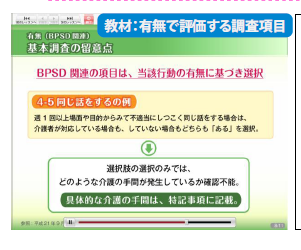 教材：有無で評価する調査項目
有無（BPSD関連）
基本調査の留意点
BPSD 関連の項目は、当該行動の有無に基づき選択
4-5 同じ話をするの例
週1回以上場面や目的からみて不適当にしつこく同じ話をする場合は、
介護者が対応している場合も、していない場合もどちらも「ある」を選択。
選択肢の選択のみでは、
どのような介護の手間が発生しているか確認不能。
具体的な介護の手間は、特記事項に記載。